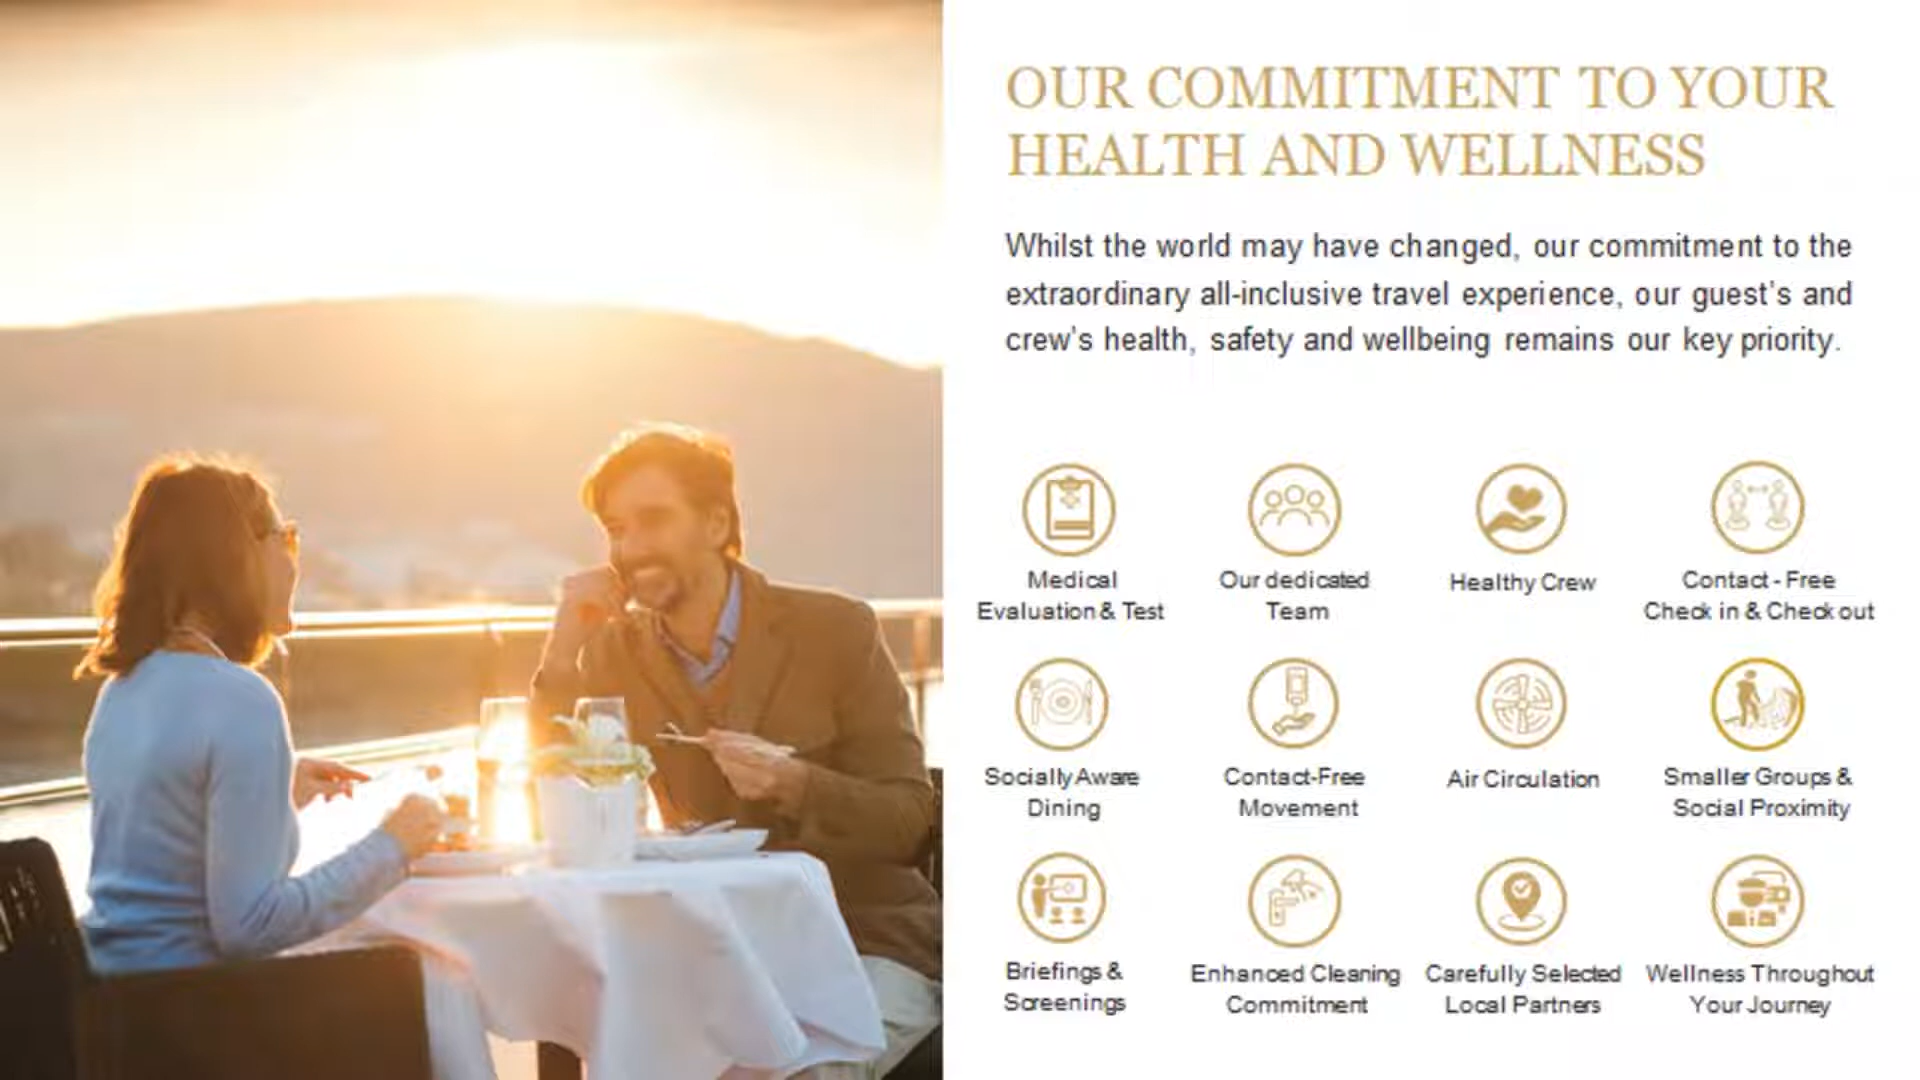 OUR COMMITMENT TO YOUR
HEALTH AND WELLNESS
Whilst the world may have changed, our commitment to the
extraordinary all-inclusive travel experience, our guest's and
crew's health, safety and wellbeing remains our key priority.
Medical
Evaluation & Test
Our dedicated
Team
Healthy Crew
Contact - Free
Check in & Check out
Socially Aware
Dining
Contact-Free
Movement
Air Circulation
Smaller Groups &
Social Proximity
Briefings &
Screenings
Enhanced Cleaning
Commitment
Carefully Selected
Local Partners
Wellness Throughout
Your Journey